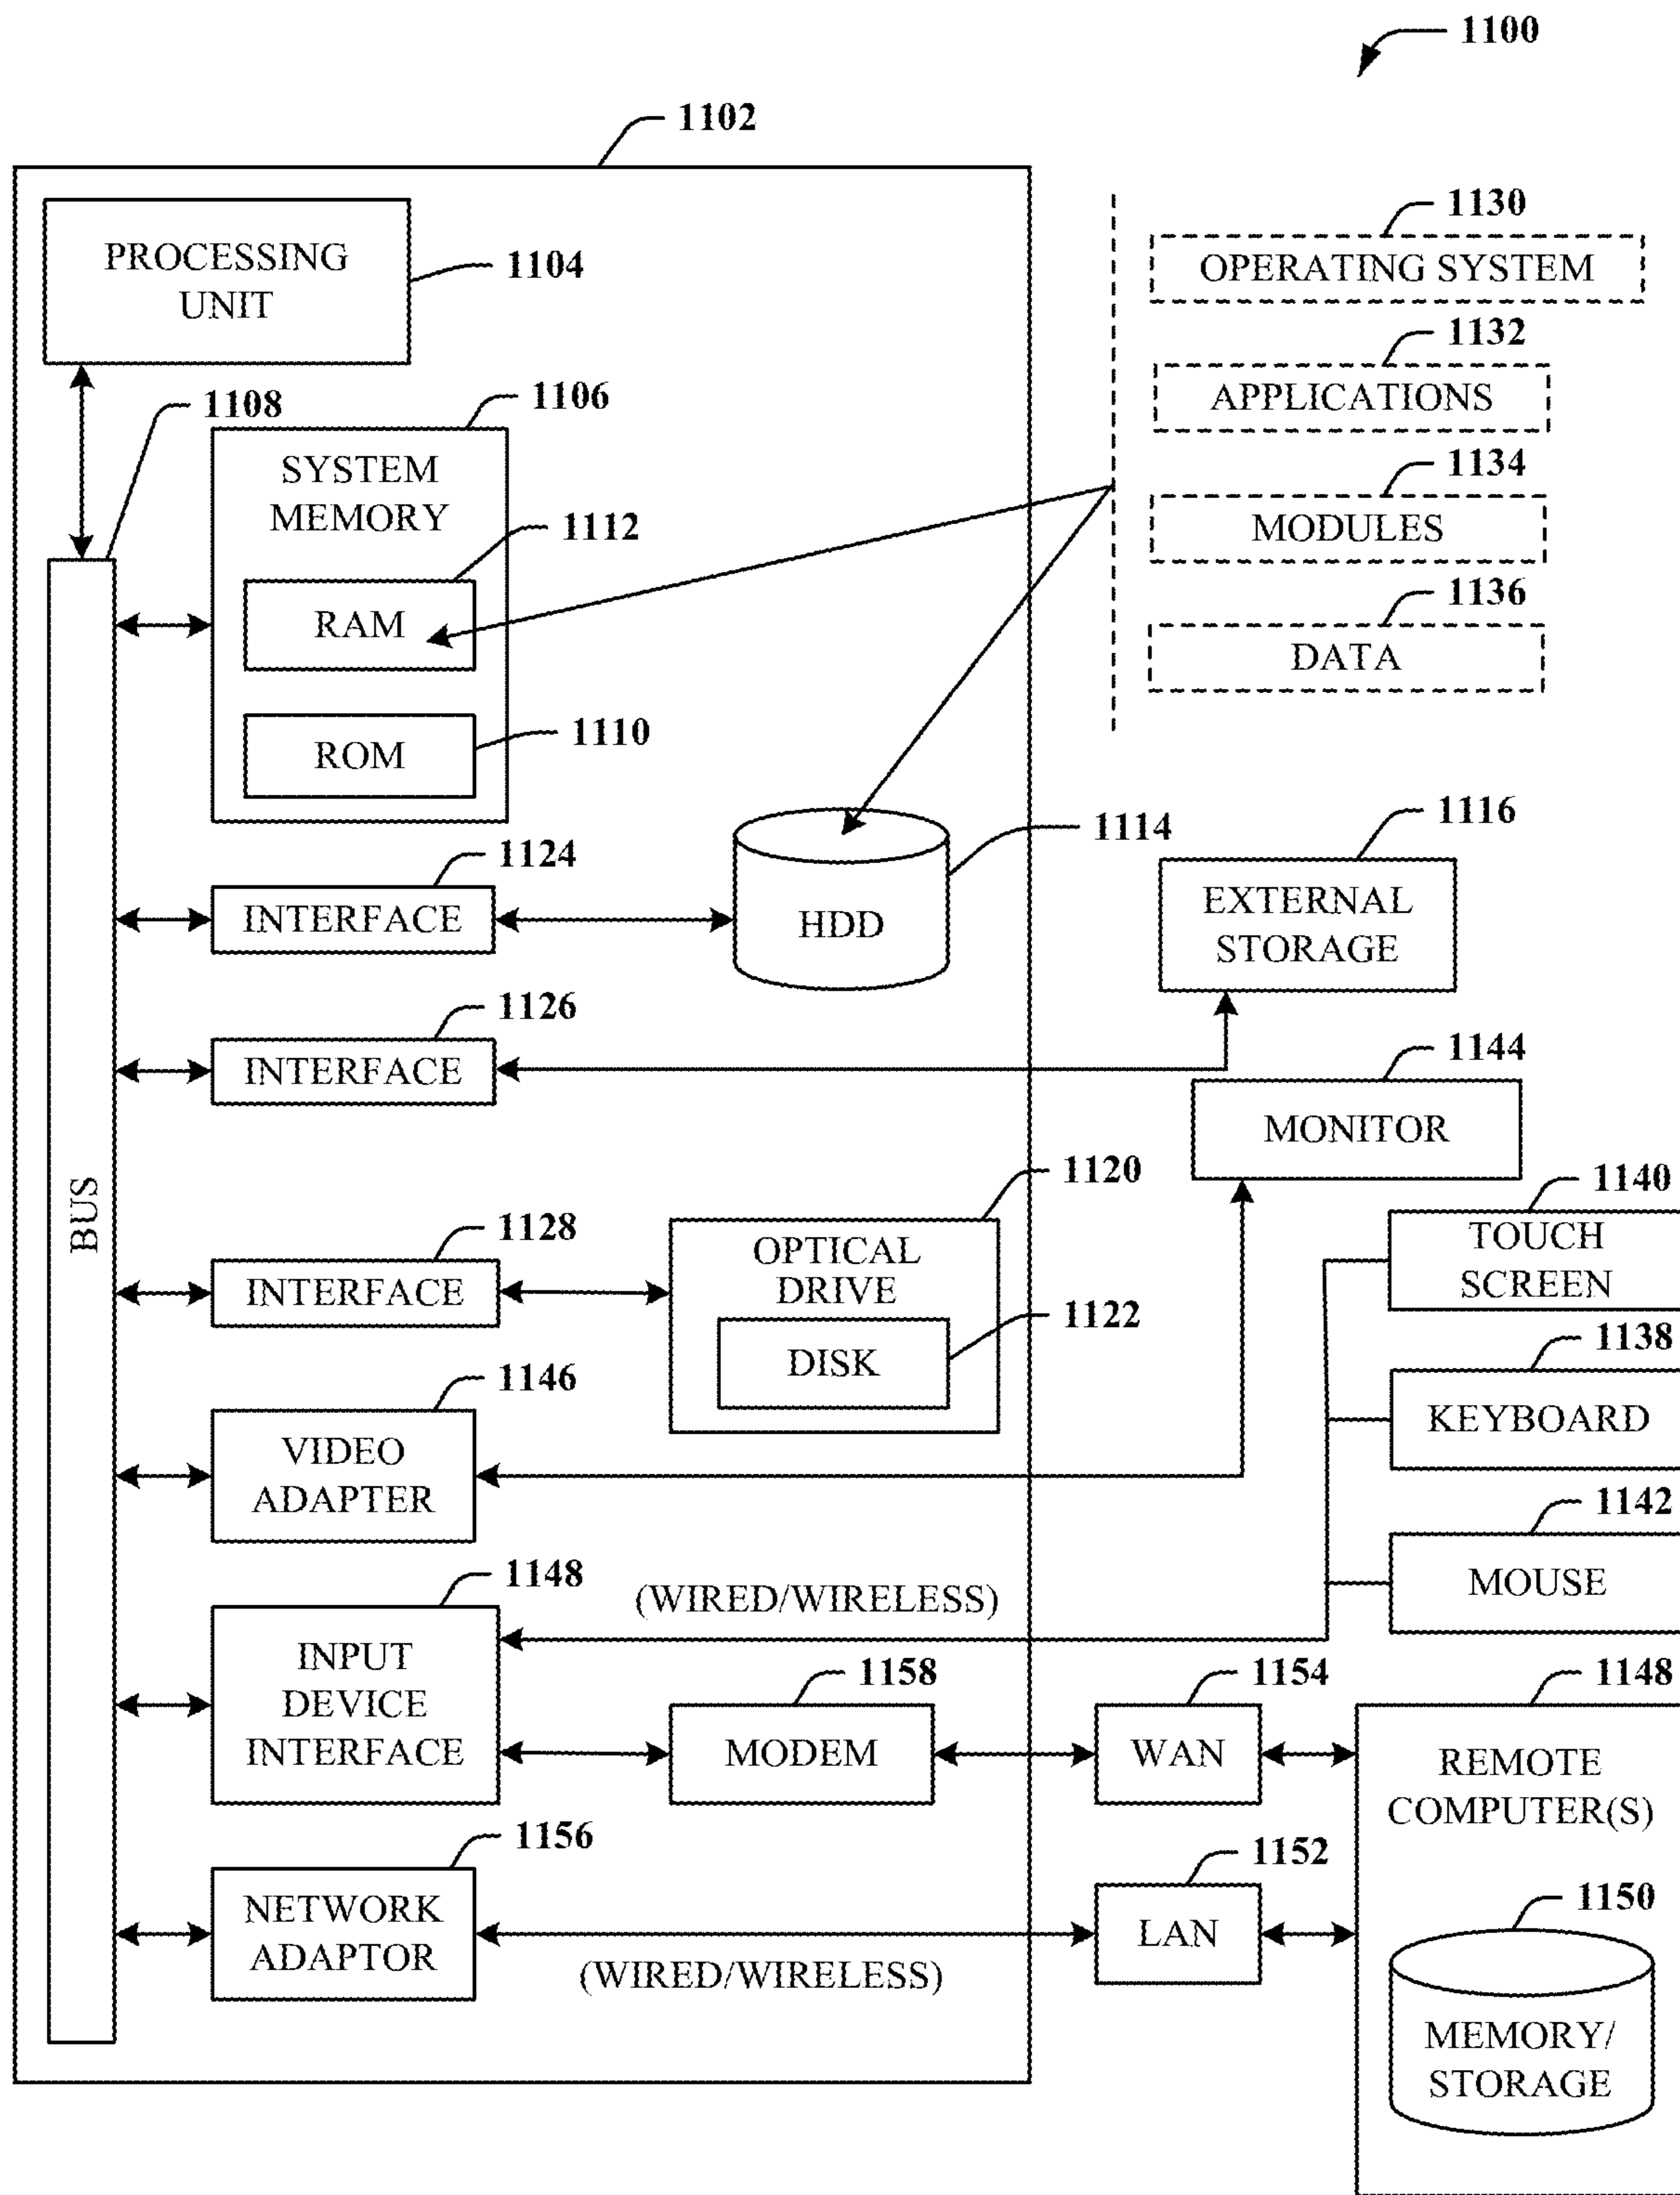 1100
1102
PROCESSING
UNIT
1104
1130
OPERATING SYSTEM
1132
APPLICATIONS
1134
MODULES
1136
DATA
1108
1106
SYSTEM
MEMORY
1112
RAM
1110
ROM
1124
INTERFACE
1114
HDD
1116
EXTERNAL
STORAGE
1126
INTERFACE
1144
MONITOR
BUS
1128
INTERFACE
1120
OPTICAL
DRIVE
1122
DISK
1140
TOUCH
SCREEN
1138
KEYBOARD
1142
MOUSE
1146
VIDEO
ADAPTER
1148
INPUT
DEVICE
INTERFACE
(WIRED/WIRELESS)
1158
MODEM
1154
WAN
1148
REMOTE
COMPUTER(S)
1156
NETWORK
ADAPTOR
(WIRED/WIRELESS)
1152
LAN
1150
MEMORY/
STORAGE